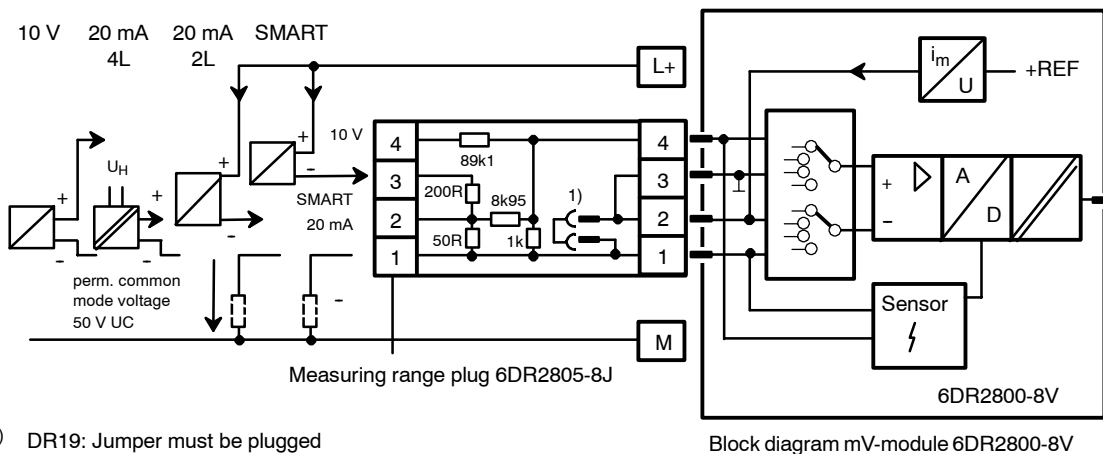 10 V 20 mA 20 mA SMART
4L 2L
L+
i m
U
+REF
10 V
4 89k1 4
3 200R 3
SMART
8k95 1)
20 mA
2 2
50R 1k
1 1
+ - U H + - + - + -
perm. common
mode voltage
50 V UC
-
+
-
A
D
Sensor
M
Measuring range plug 6DR2805-8J
6DR2800-8V
) DR19: Jumper must be plugged
Block diagram mV-module 6DR2800-8V